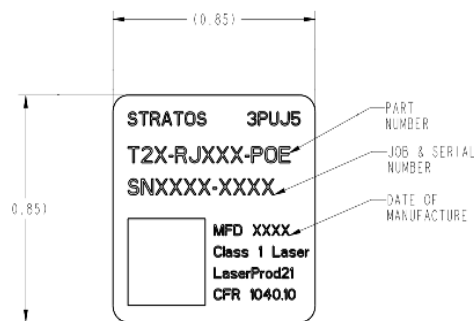 (0.85)
STRATOS 3PUJ5
T2X-RJXXX-POE
SNXXXX-XXXX
MFD XXXX
Class 1 Laser
LaserProd21
CFR 1040.10
0.85)
PART
NUMBER
JOB & SERIAL
NUMBER
DATE OF
MANUFACTURE